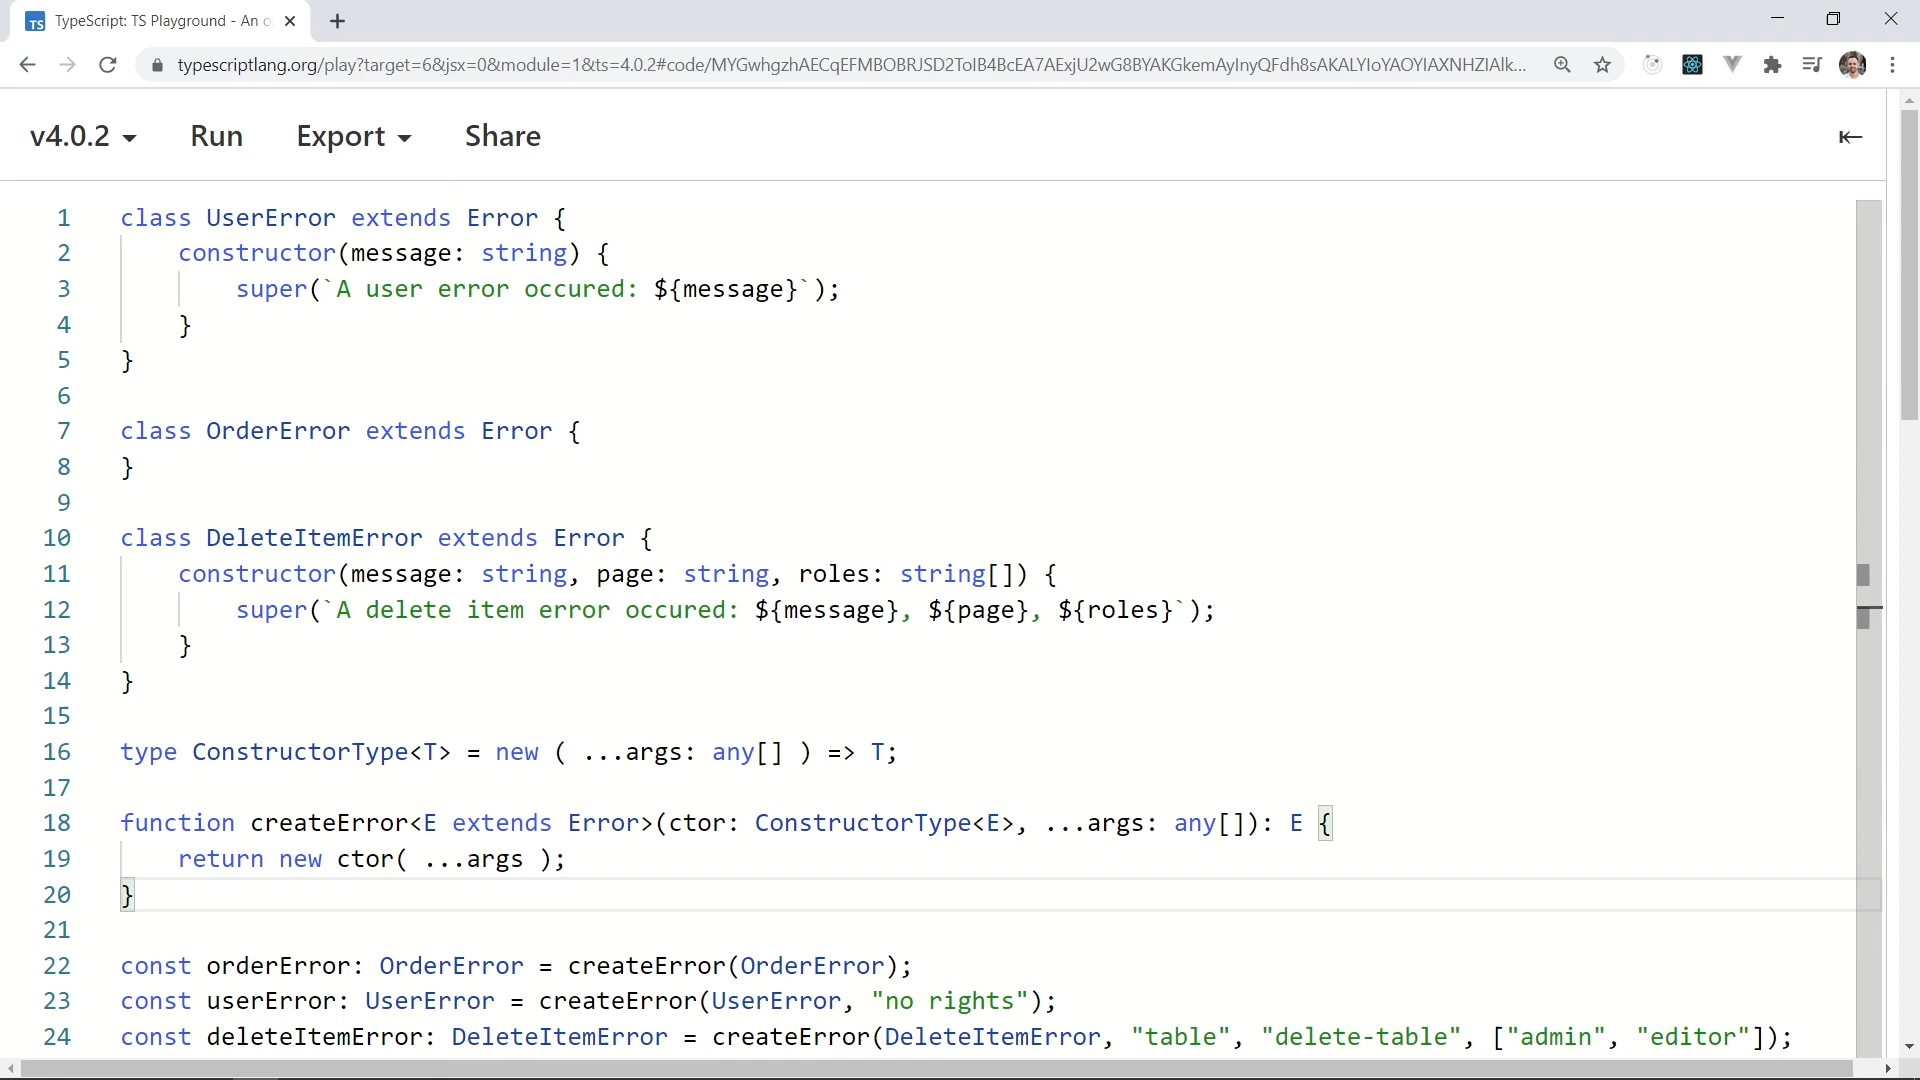 TypeScript: TS Playground - An o
typescriptlang.org/play?target=6&jsx=0&module=1&ts=4.0.2#code/MYGwhgzhAECqEFMBOBRJSD2ToIB4BcEA7AExjU2wG8BYAKGkemAyInyQFdh8sAKALYIoYAOYIAXNHZIAIk...
v4.0.2 Run Export Share
1 class UserError extends Error {
2 constructor(message: string) {
3 super(`A user error occured: ${message}`);
4 }
5 }
6
7 class OrderError extends Error {
8 }
9
10 class DeleteItemError extends Error {
11 constructor(message: string, page: string, roles: string[]) {
12 super(`A delete item error occured: ${message}, ${page}, ${roles}`);
13 }
14 }
15
16 type ConstructorType<T> = new ( ...args: any[] ) => T;
17
18 function createError<E extends Error>(ctor: ConstructorType<E>, ...args: any[]): E {
19 return new ctor( ...args );
20 }
21
22 const orderError: OrderError = createError(OrderError);
23 const userError: UserError = createError(UserError, "no rights");
24 const deleteItemError: DeleteItemError = createError(DeleteItemError, "table", "delete-table", ["admin", "editor"]);